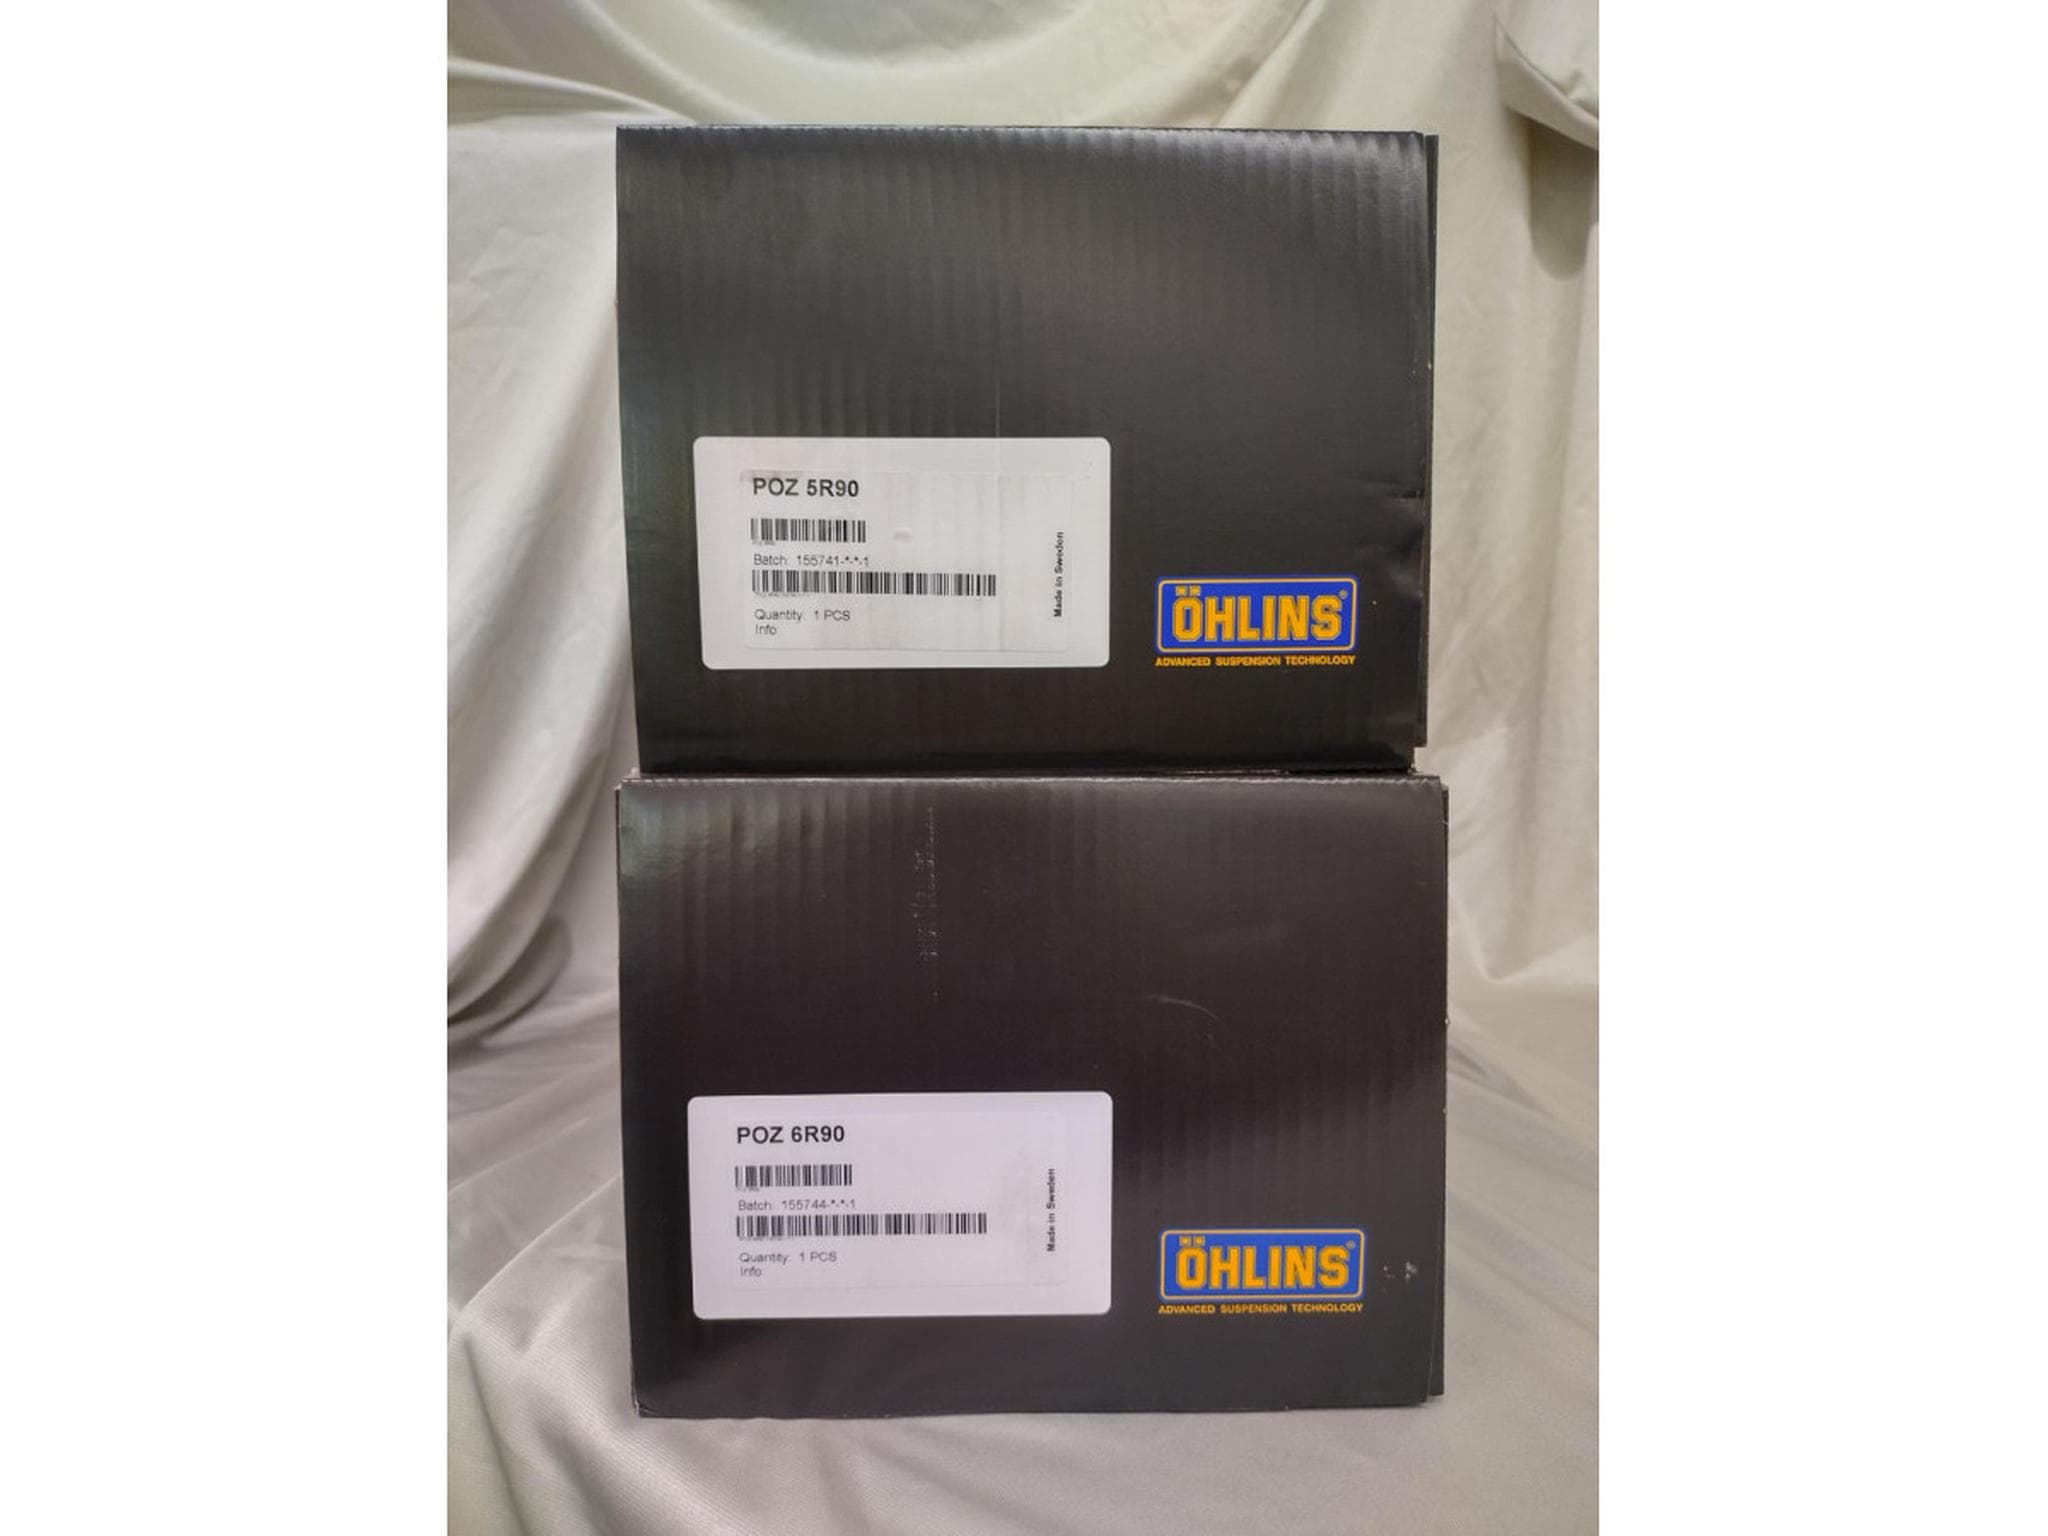 POZ 5R90
Batch: 155741-*-*-1
Quantity: 1 PCS
Info:
Made in Sweden
ÖHLINS®
ADVANCED SUSPENSION TECHNOLOGY
POZ 6R90
Batch: 155744-*-*-1
Quantity: 1 PCS
Info:
Made in Sweden
ÖHLINS®
ADVANCED SUSPENSION TECHNOLOGY